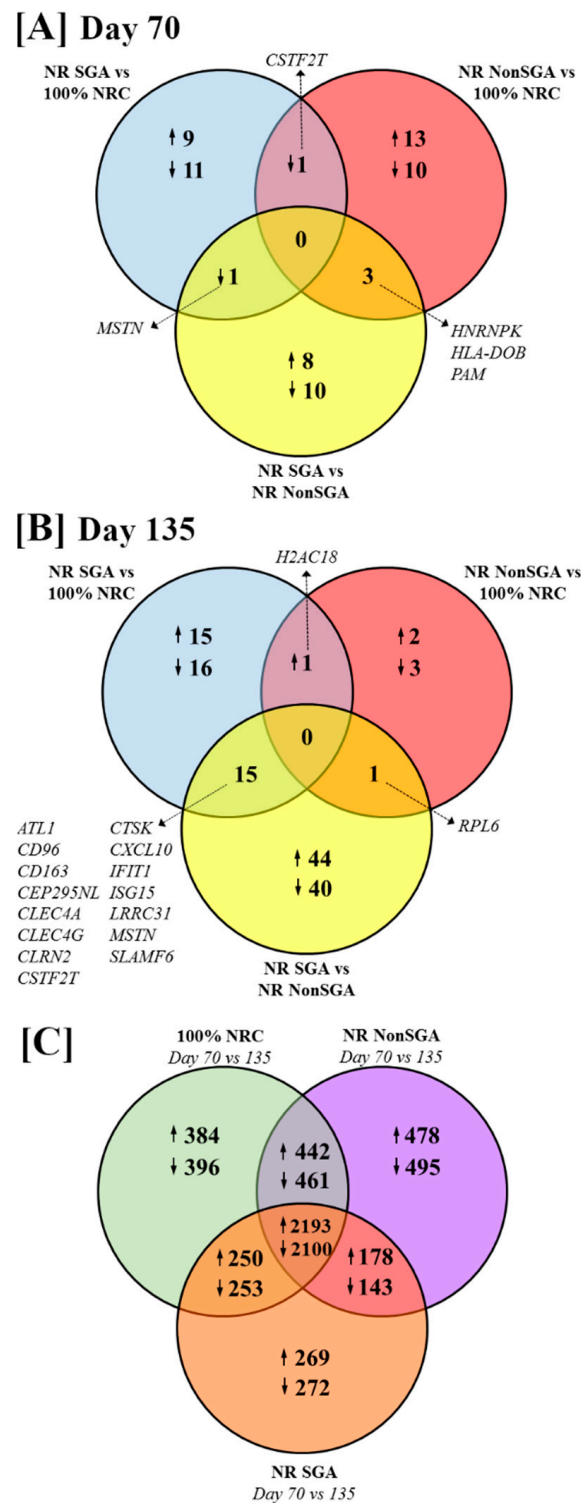 [A] Day 70
CSTF2T
NR SGA vs
100% NRC
NR NonSGA vs
100% NRC
↑ 9
↓ 11
↓1
↑ 13
↓ 10
0
↓1
3
MSTN
HNRNPK
HLA-DOB
PAM
↑ 8
↓ 10
NR SGA vs
NR NonSGA
[B] Day 135
H2AC18
NR SGA vs
100% NRC
NR NonSGA vs
100% NRC
↑ 15
↓ 16
↑1
↑ 2
↓ 3
0
15
1
ATL1
CD96
CD163
CEP295NL
CLEC4A
CLEC4G
CLRN2
CSTF2T
CTSK
CXCL10
IFIT1
ISG15
LRRC31
MSTN
SLAMF6
RPL6
↑ 44
↓ 40
NR SGA vs
NR NonSGA
[C]
100% NRC
Day 70 vs 135
NR NonSGA
Day 70 vs 135
↑ 384
↓ 396
↑ 442
↓ 461
↑ 478
↓ 495
↑ 2193
↓ 2100
↑ 250
↓ 253
↑ 178
↓ 143
↑ 269
↓ 272
NR SGA
Day 70 vs 135